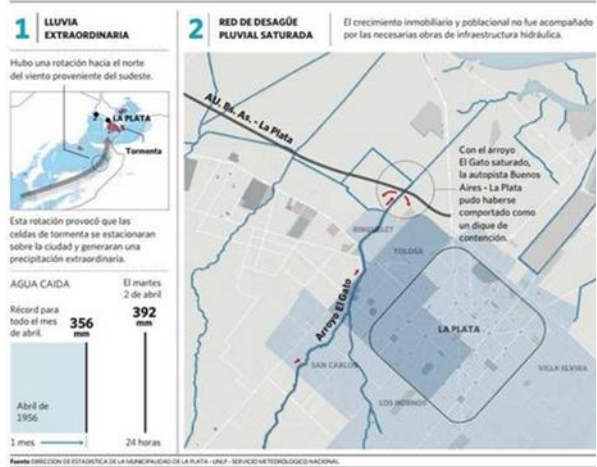 1 LLUVIA
EXTRAORDINARIA
Hubo una rotación hacia el norte
del viento proveniente del sudeste.
LA PLATA
Tormenta
Esta rotación provocó que las
celdas de tormenta se estacionaran
sobre la ciudad y generaran una
precipitación extraordinaria.
AGUA CAIDA
Récord para
todo el mes
de abril.
356
mm
El martes
2 de abril
392
mm
Abril de
1956
1 mes
24 horas
2 RED DE DESAGÜE
PLUVIAL SATURADA
El crecimiento inmobiliario y poblacional no fue acompañado
por las necesarias obras de infraestructura hidráulica.
AU. Bs. As. - La Plata
Con el arroyo
El Gato saturado,
la autopista Buenos
Aires - La Plata
pudo haberse
comportado como
un dique de
contención.
RINGUELET
TOLOSA
Arroyo El Gato
LA PLATA
SAN CARLOS
VILLA ELVIRA
LOS HORNOS
Fuente DIRECCION DE ESTADISTICA DE LA MUNICIPALIDAD DE LA PLATA - UNLP - SERVICIO METEOROLOGICO NACIONAL